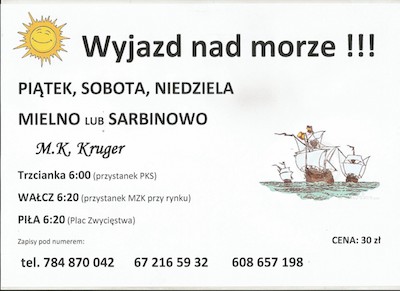 Wyjazd nad morze !!!
PIĄTEK, SOBOTA, NIEDZIELA
MIELNO LUB SARBINOWO
M.K. Kruger
Trzcianka 6:00 (przystanek PKS)
WAŁCZ 6:20 (przystanek MZK przy rynku)
PIŁA 6:20 (Plac Zwycięstwa)
Zapisy pod numerem:
CENA: 30 zł
tel. 784 870 042 67 216 59 32 608 657 198